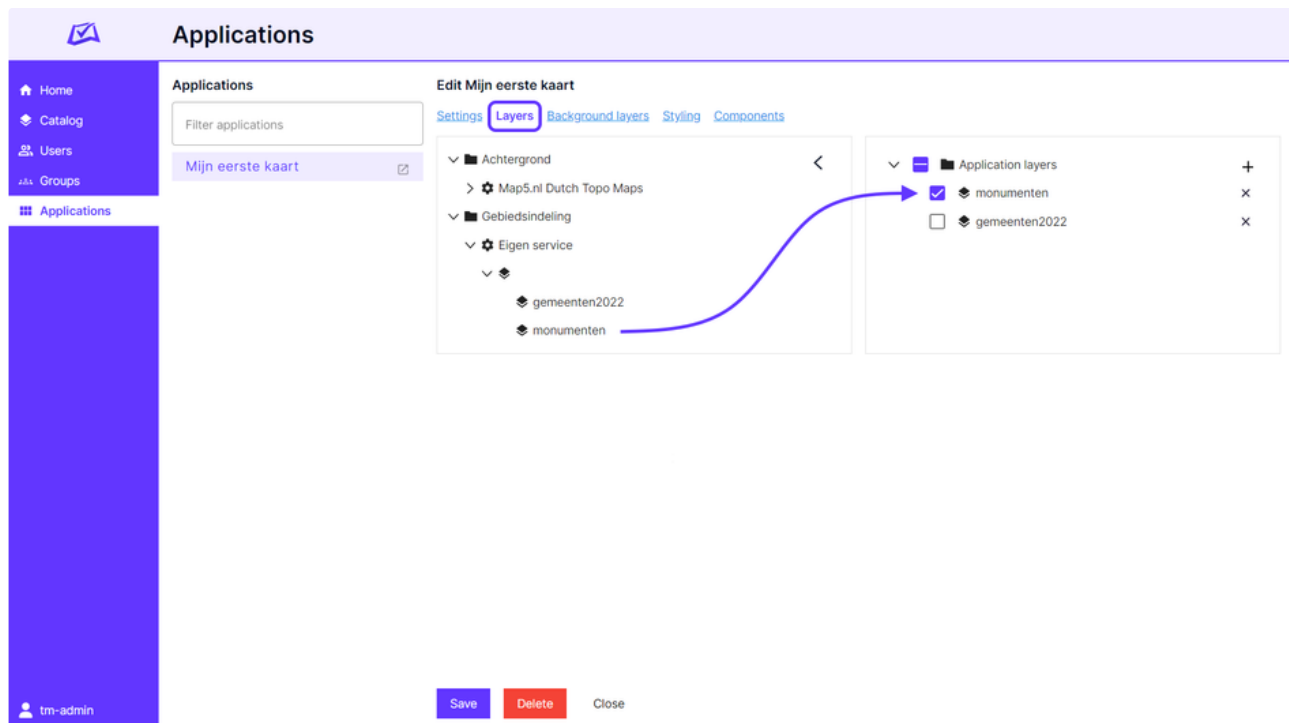 Applications
Home
Catalog
Users
Groups
Applications
tm-admin
Applications
Filter applications
Mijn eerste kaart
Edit Mijn eerste kaart
Settings Layers Background layers Styling Components
Achtergrond
Map5.nl Dutch Topo Maps
Gebiedsindeling
Eigen service
gemeenten2022
monumenten
Application layers
monumenten
gemeenten2022
Save Delete Close